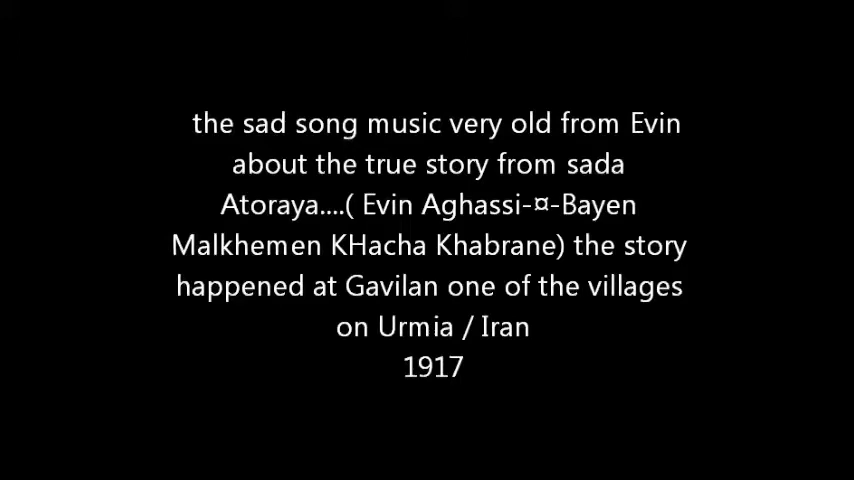 the sad song music very old from Evin
about the true story from sada
Atoraya....( Evin Aghassi-¤-Bayen
Malkhemen KHacha Khabrane) the story
happened at Gavilan one of the villages
on Urmia / Iran
1917